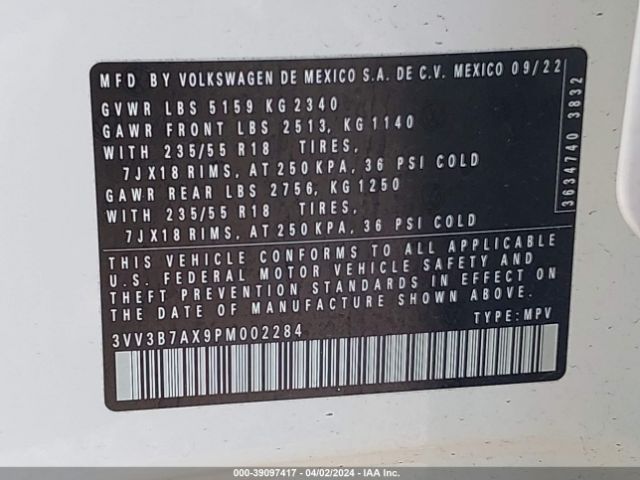 MFD BY VOLKSWAGEN DE MEXICO S.A. DE C.V. MEXICO 09/22
GVWR LBS 5159 KG 2340
GAWR FRONT LBS 2513, KG 1140
WITH 235/55 R18 TIRES,
7JX18 RIMS, AT 250 KPA, 36 PSI COLD
GAWR REAR LBS 2756, KG 1250
WITH 235/55 R18 TIRES,
7JX18 RIMS, AT 250 KPA, 36 PSI COLD
3634740 3832
THIS VEHICLE CONFORMS TO ALL APPLICABLE
U.S. FEDERAL MOTOR VEHICLE SAFETY AND
THEFT PREVENTION STANDARDS IN EFFECT ON
THE DATE OF MANUFACTURE SHOWN ABOVE.
3VV3B7AX9PM002284 TYPE: MPV
000-39097417 - 04/02/2024 - IAA Inc.